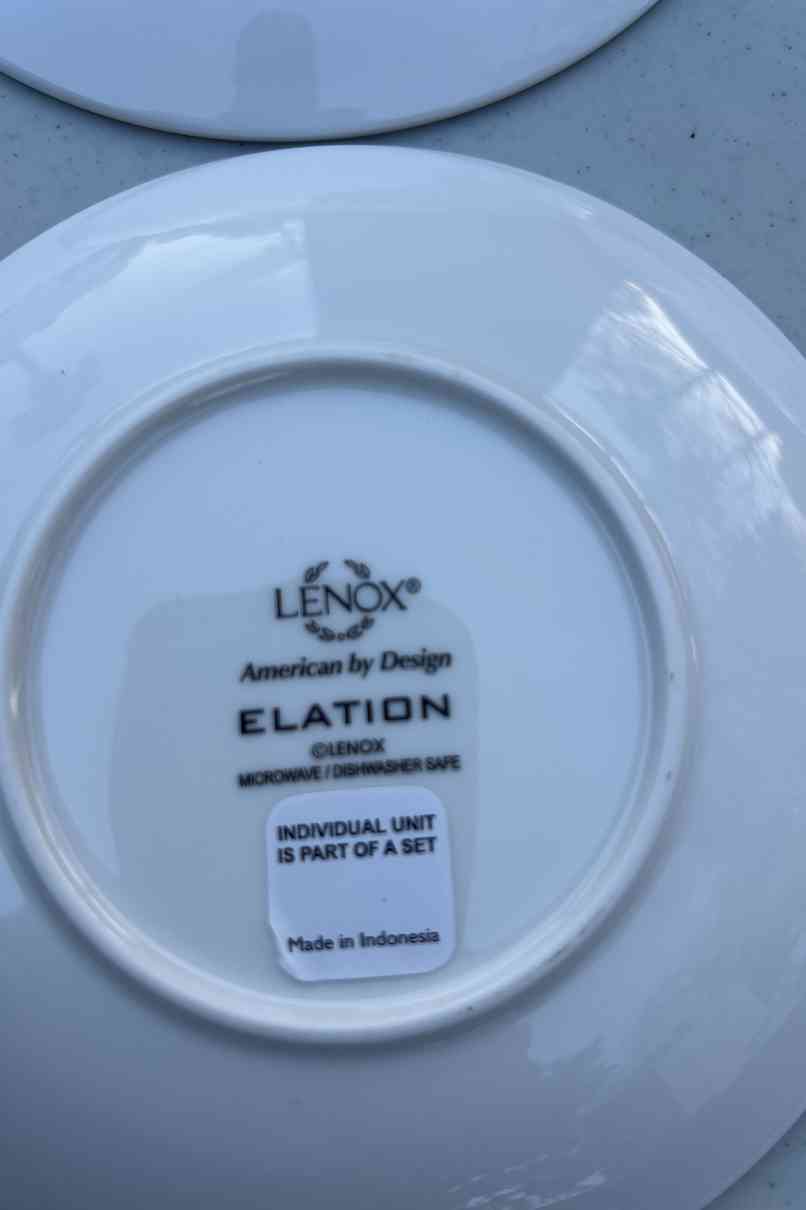 LENOX®
American by Design
ELATION
©LENOX
MICROWAVE / DISHWASHER SAFE
INDIVIDUAL UNIT
IS PART OF A SET
Made in Indonesia